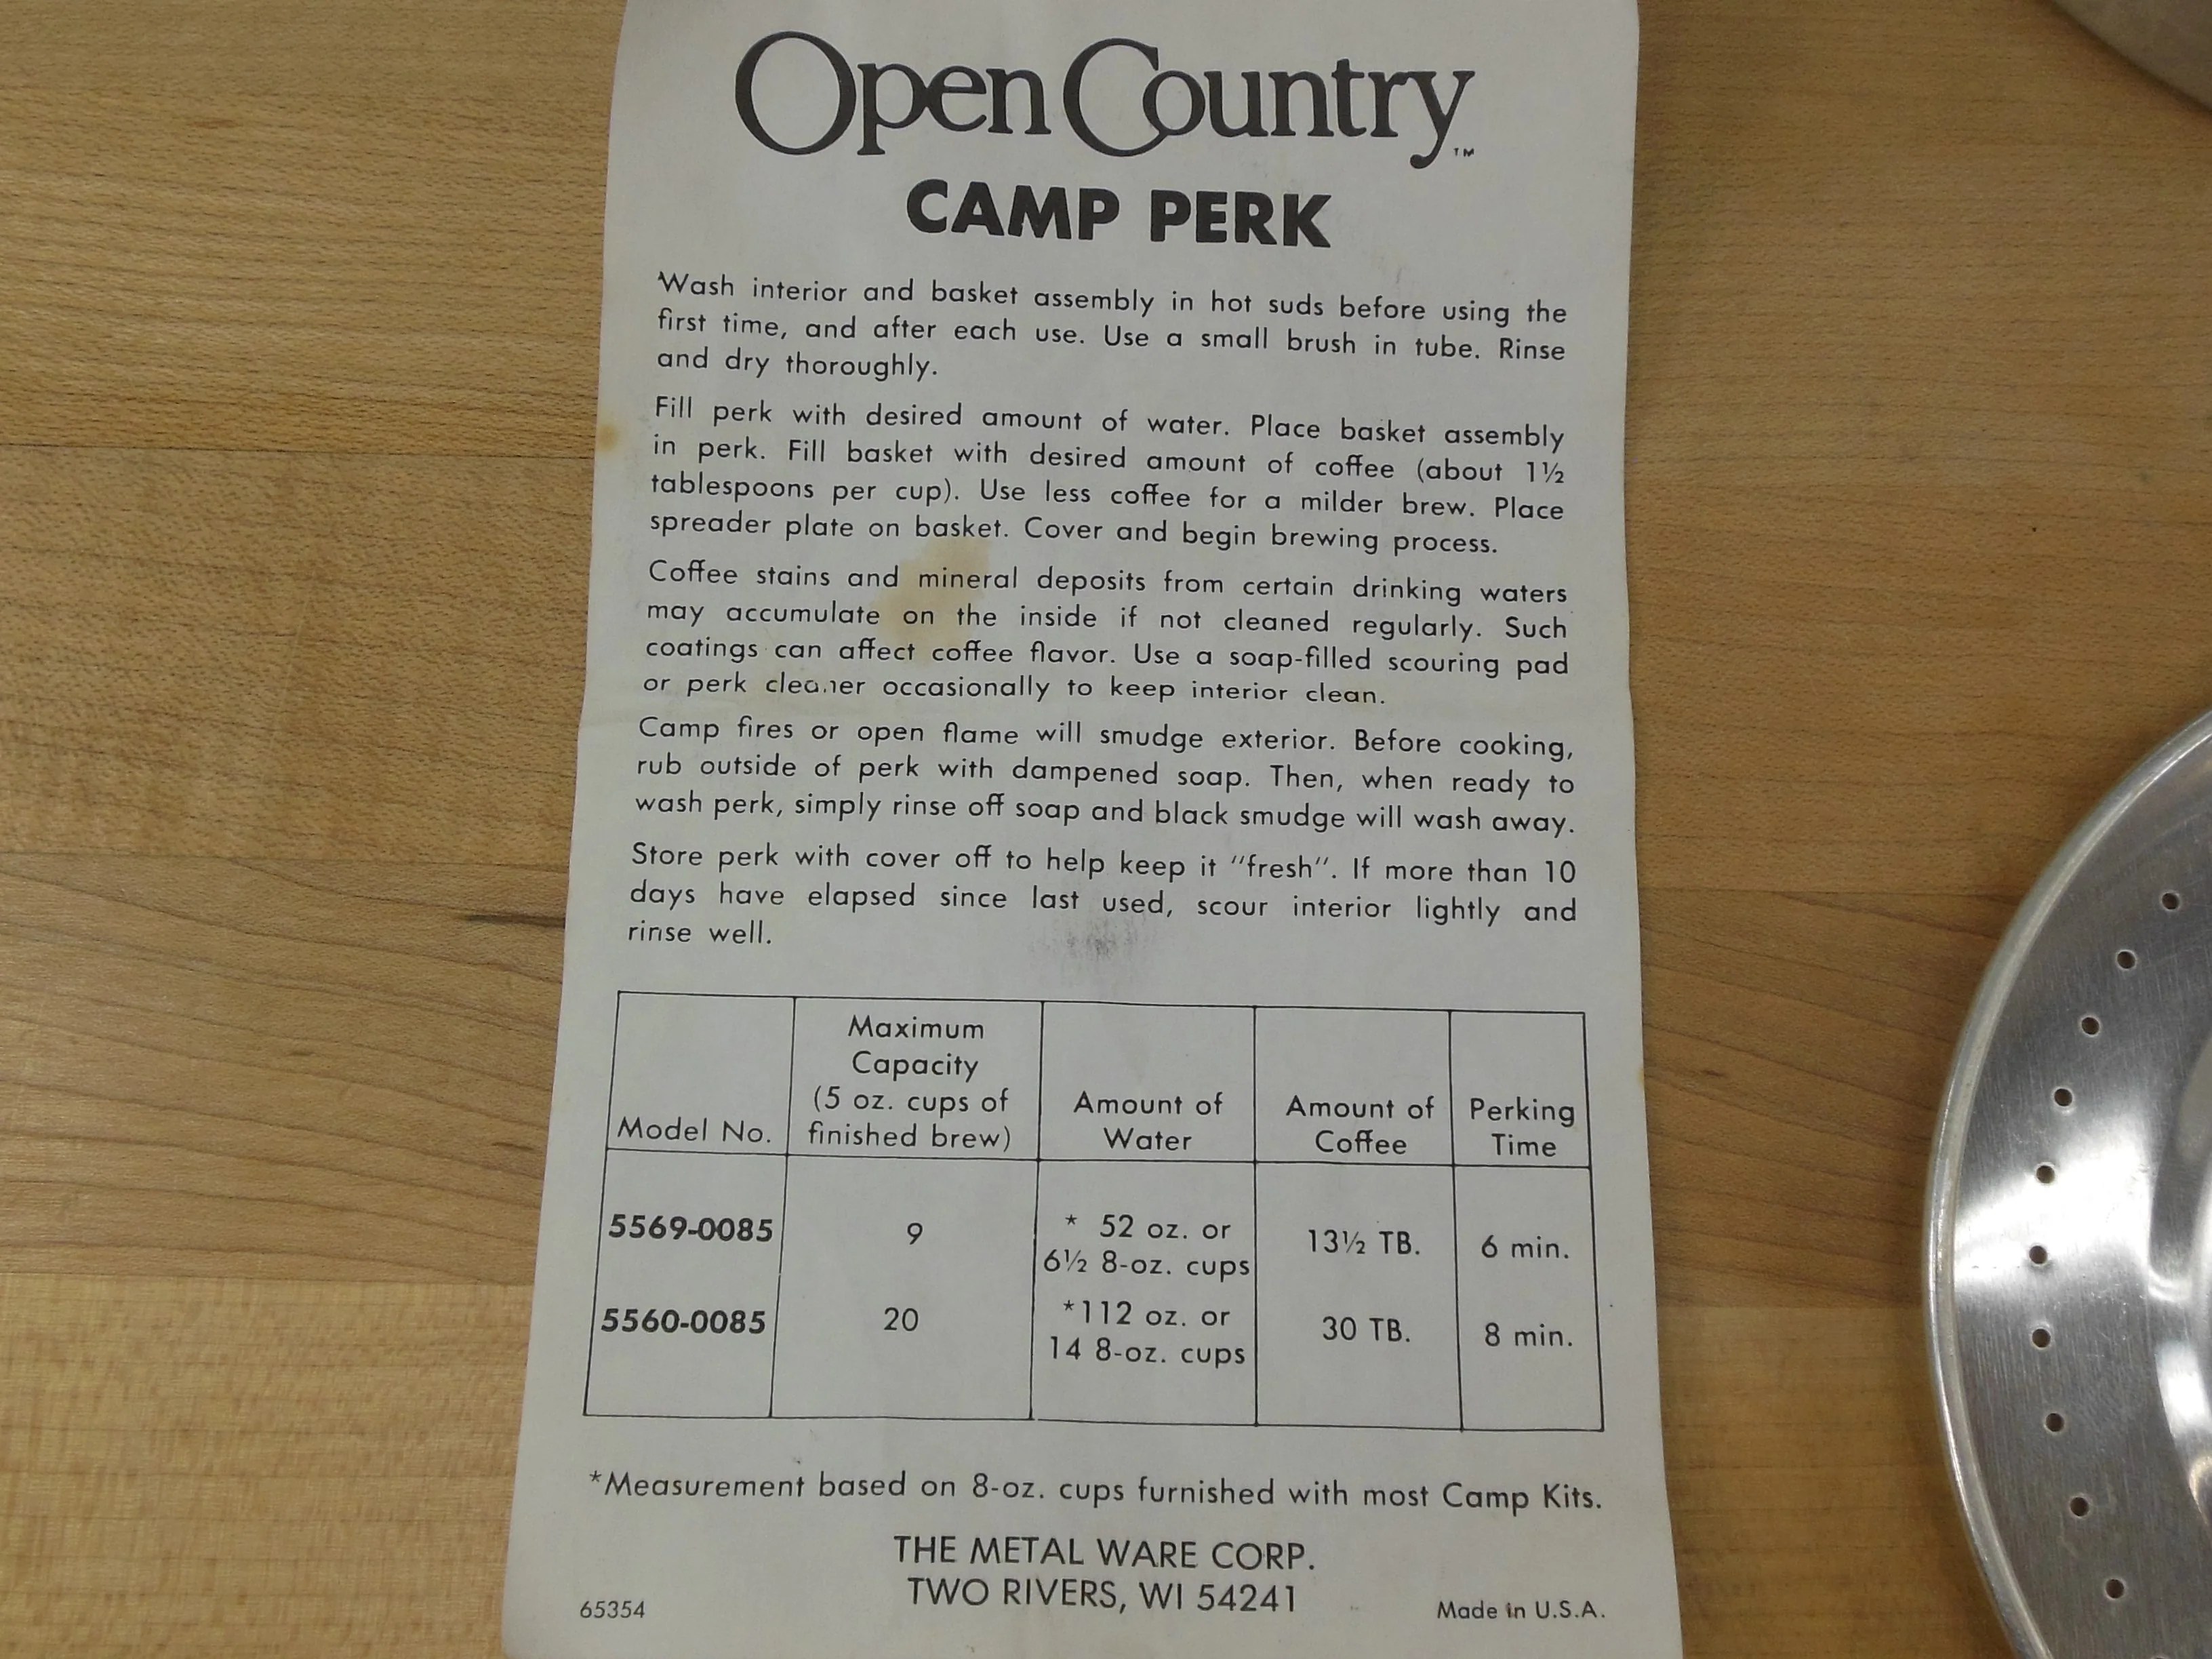 Open Country™
CAMP PERK
Wash interior and basket assembly in hot suds before using the
first time, and after each use. Use a small brush in tube. Rinse
and dry thoroughly.
Fill perk with desired amount of water. Place basket assembly
in perk. Fill basket with desired amount of coffee (about 1½
tablespoons per cup). Use less coffee for a milder brew. Place
spreader plate on basket. Cover and begin brewing process.
Coffee stains and mineral deposits from certain drinking waters
may accumulate on the inside if not cleaned regularly. Such
coatings can affect coffee flavor. Use a soap-filled scouring pad
or perk cleaner occasionally to keep interior clean.
Camp fires or open flame will smudge exterior. Before cooking,
rub outside of perk with dampened soap. Then, when ready to
wash perk, simply rinse off soap and black smudge will wash away.
Store perk with cover off to help keep it "fresh". If more than 10
days have elapsed since last used, scour interior lightly and
rinse well.
Model No.
Maximum
Capacity
(5 oz. cups of
finished brew)
Amount of
Water
Amount of
Coffee
Perking
Time
5569-0085
9
* 52 oz. or
6½ 8-oz. cups
13½ TB.
6 min.
5560-0085
20
*112 oz. or
14 8-oz. cups
30 TB.
8 min.
*Measurement based on 8-oz. cups furnished with most Camp Kits.
THE METAL WARE CORP.
TWO RIVERS, WI 54241
65354
Made in U.S.A.